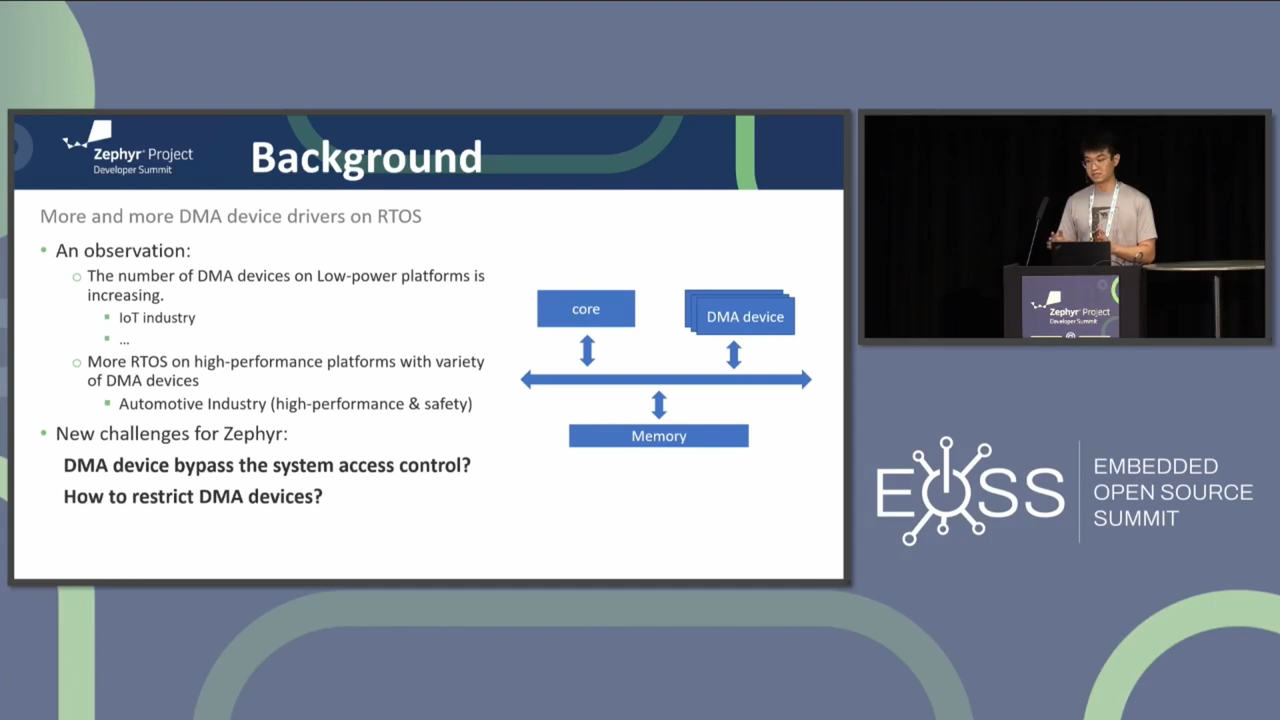 Zephyr® Project
Developer Summit
Background
More and more DMA device drivers on RTOS
An observation:
The number of DMA devices on Low-power platforms is
increasing.
IoT industry
...
More RTOS on high-performance platforms with variety
of DMA devices
Automotive Industry (high-performance & safety)
New challenges for Zephyr:
DMA device bypass the system access control?
How to restrict DMA devices?
core
DMA device
Memory
Zephyr® Project
Developer Summit
EOSS
EMBEDDED
OPEN SOURCE
SUMMIT